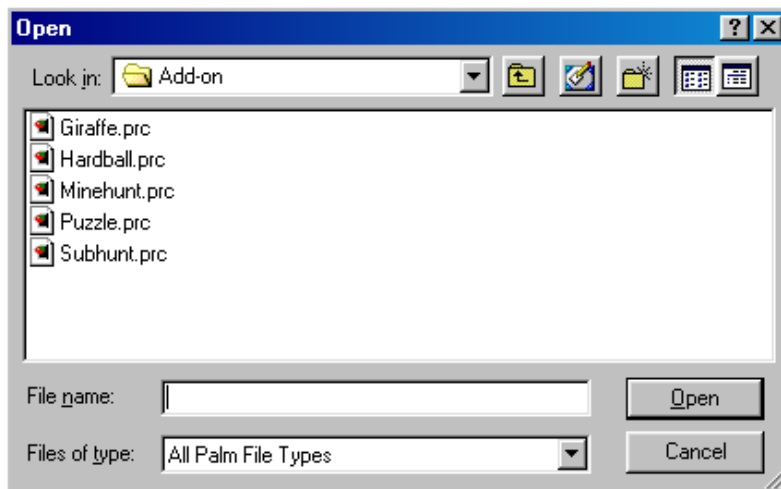 Open
Look in: Add-on
Giraffe.prc
Hardball.prc
Minehunt.prc
Puzzle.prc
Subhunt.prc
File name: Open
Files of type: All Palm File Types Cancel